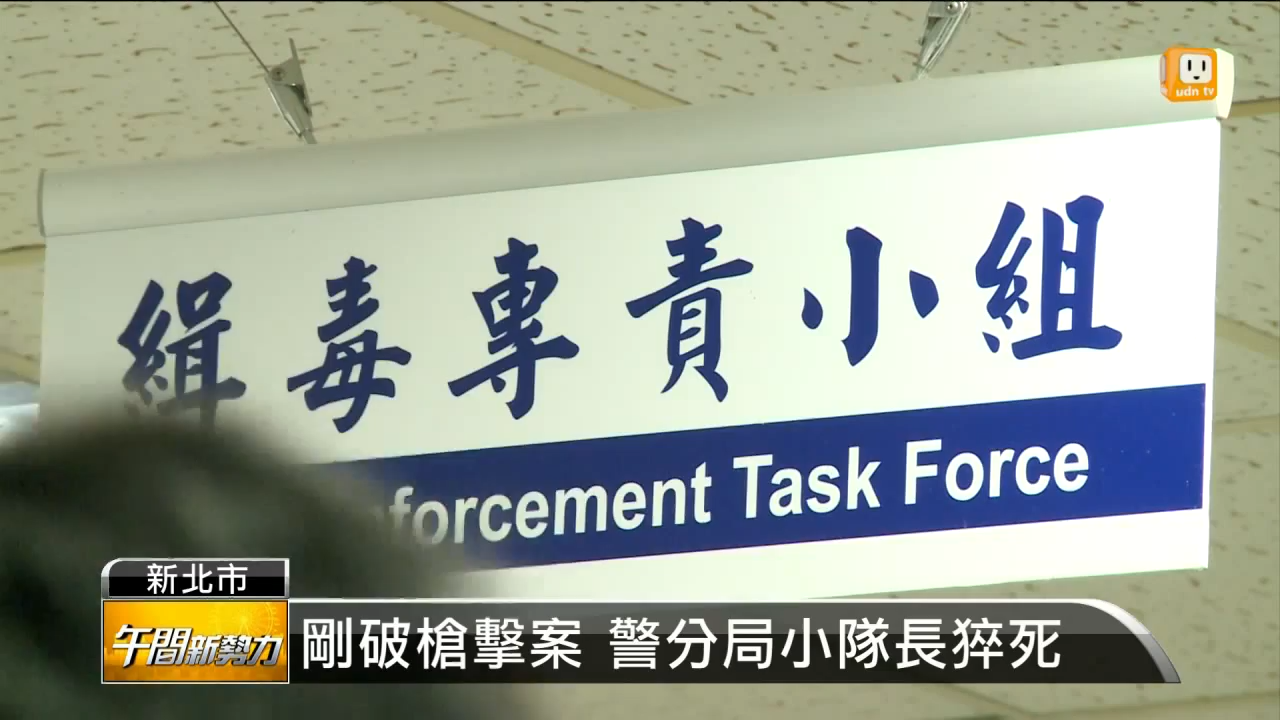 udn tv
緝毒專責小組
nforcement Task Force
新北市
午間新勢力
剛破槍擊案 警分局小隊長猝死